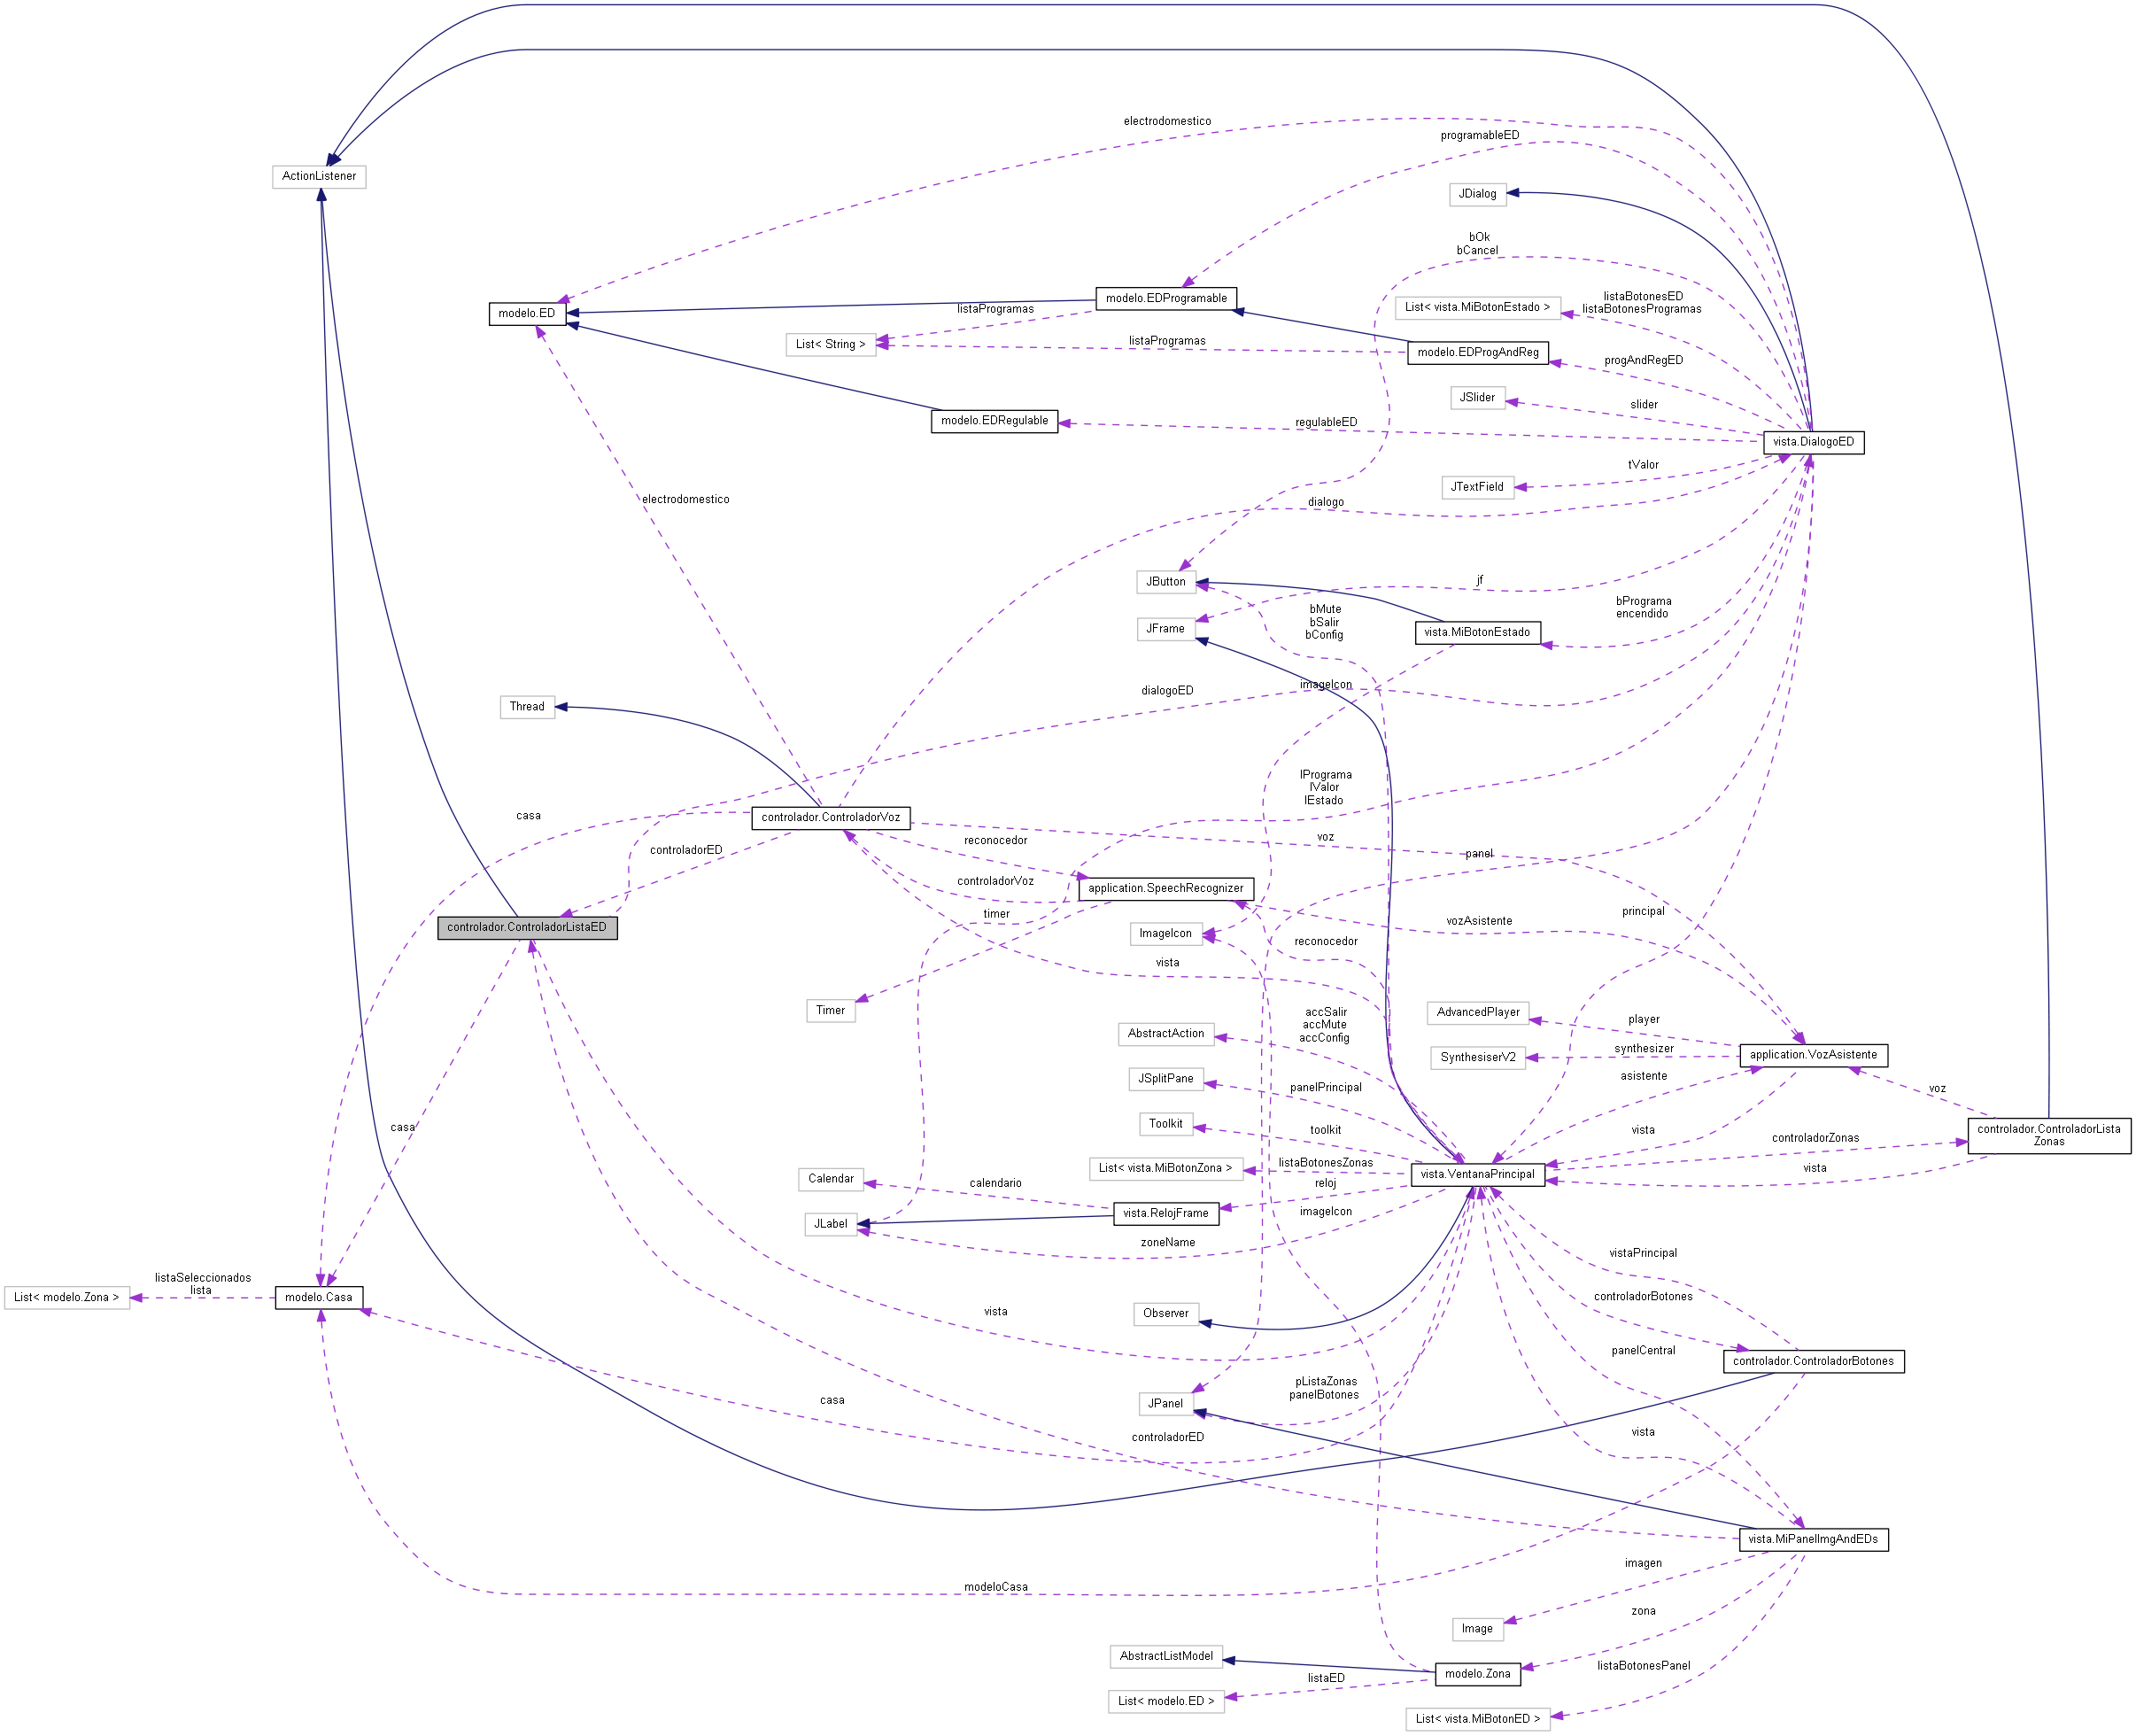 electrodomestico
programableED
ActionListener
JDialog
bOk
bCancel
modelo.EDProgramable
listaBotonesED
listaBotonesProgramas
List< vista.MiBotonEstado >
modelo.ED
listaProgramas
List< String >
listaProgramas
modelo.EDProgAndReg
progAndRegED
JSlider
slider
modelo.EDRegulable
regulableED
vista.DialogoED
tValor
JTextField
electrodomestico
dialogo
JButton
jf
bPrograma
encendido
bMute
bSalir
bConfig
JFrame
vista.MiBotonEstado
dialogoED
imageIcon
Thread
lPrograma
lValor
lEstado
casa
controlador.ControladorVoz
voz
controladorED
reconocedor
panel
controladorVoz
application.SpeechRecognizer
timer
principal
controlador.ControladorListaED
vozAsistente
ImageIcon
reconocedor
vista
Timer
accSalir
accMute
accConfig
AbstractAction
AdvancedPlayer
player
SynthesiserV2
synthesizer
application.VozAsistente
JSplitPane
panelPrincipal
asistente
voz
Toolkit
toolkit
casa
vista
controlador.ControladorLista
Zonas
controladorZonas
List< vista.MiBotonZona >
listaBotonesZonas
vista.VentanaPrincipal
vista
Calendar
calendario
reloj
vista.RelojFrame
JLabel
imageIcon
zoneName
vistaPrincipal
listaSeleccionados
lista
List< modelo.Zona >
modelo.Casa
controladorBotones
vista
Observer
panelCentral
controlador.ControladorBotones
pListaZonas
panelBotones
JPanel
casa
controladorED
vista
vista.MiPanelImgAndEDs
imagen
modeloCasa
zona
Image
AbstractListModel
listaBotonesPanel
modelo.Zona
listaED
List< modelo.ED >
List< vista.MiBotonED >